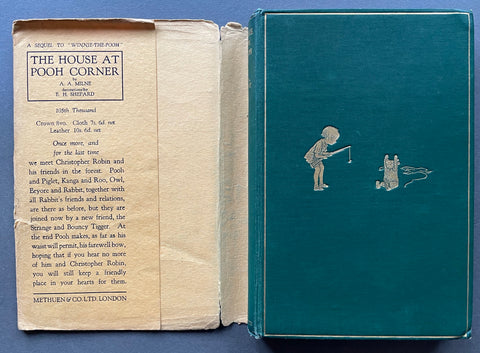 A SEQUEL TO "WINNIE-THE-POOH"
THE HOUSE AT
POOH CORNER
by
A. A. MILNE
decorations by
E. H. SHEPARD
105th Thousand
Crown 8vo. Cloth 7s. 6d. net
Leather 10s. 6d. net
Once more, and
for the last time
we meet Christopher Robin and
his friends in the forest. Pooh
and Piglet, Kanga and Roo, Owl,
Eeyore and Rabbit, together with
all Rabbit's friends and relations,
are there as before, but they are
joined now by a new friend, the
Strange and Bouncy Tigger. At
the end Pooh makes, as far as his
waist will permit, his farewell bow,
hoping that if you hear no more
of him and Christopher Robin,
you will still keep a friendly
place in your hearts for them.
METHUEN & CO. LTD. LONDON